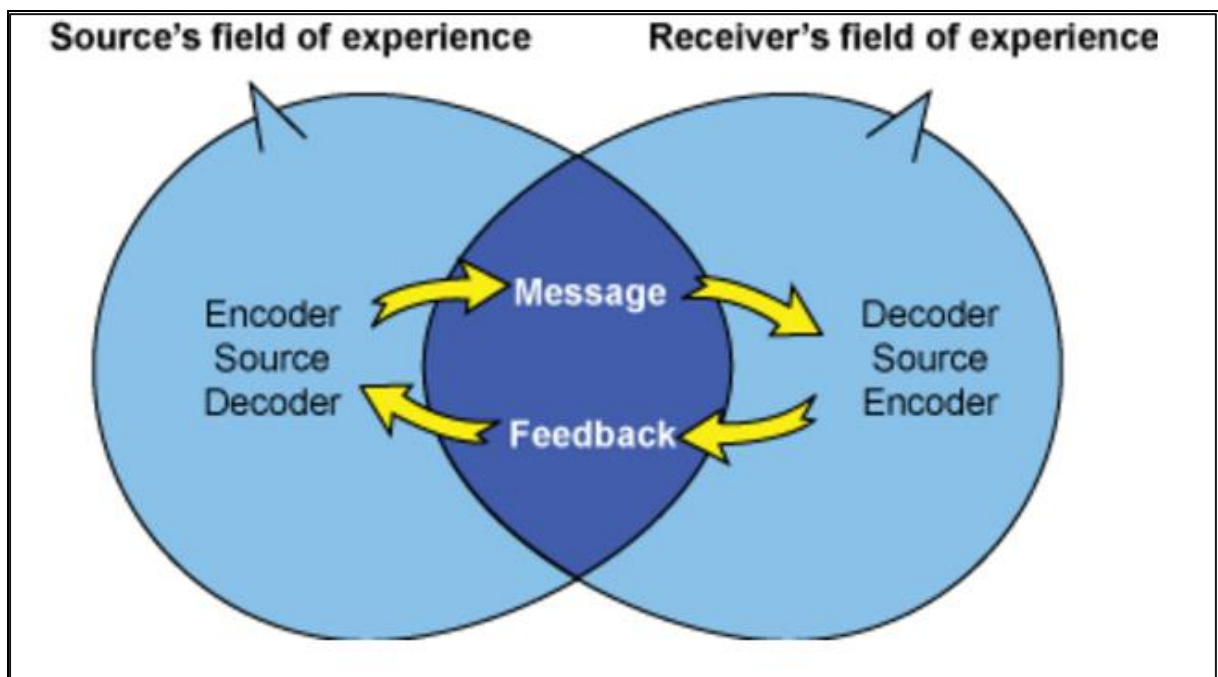 Source's field of experience
Receiver's field of experience
Encoder
Source
Decoder
Message
Feedback
Decoder
Source
Encoder